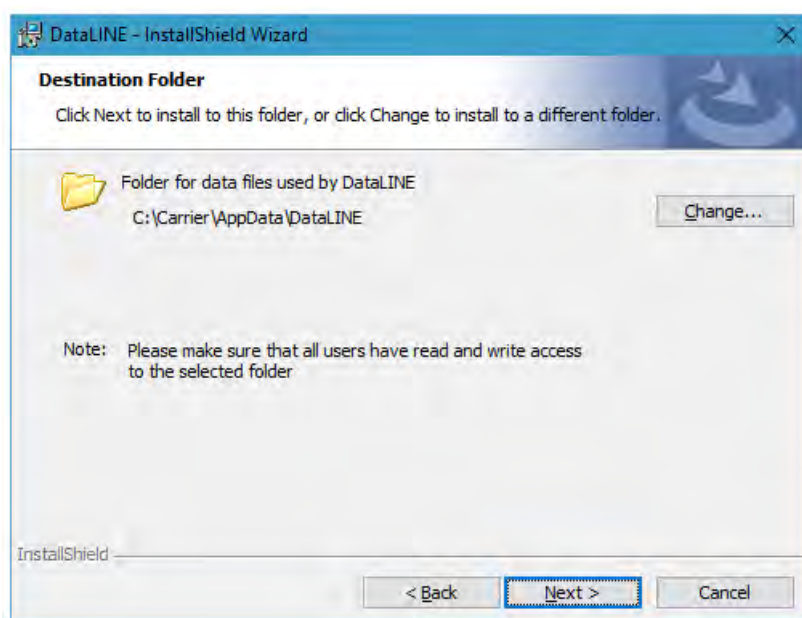 DataLINE - InstallShield Wizard
Destination Folder
Click Next to install to this folder, or click Change to install to a different folder.
Folder for data files used by DataLINE
C:\Carrier\AppData\DataLINE
Change...
Note: Please make sure that all users have read and write access
to the selected folder
InstallShield
< Back
Next >
Cancel